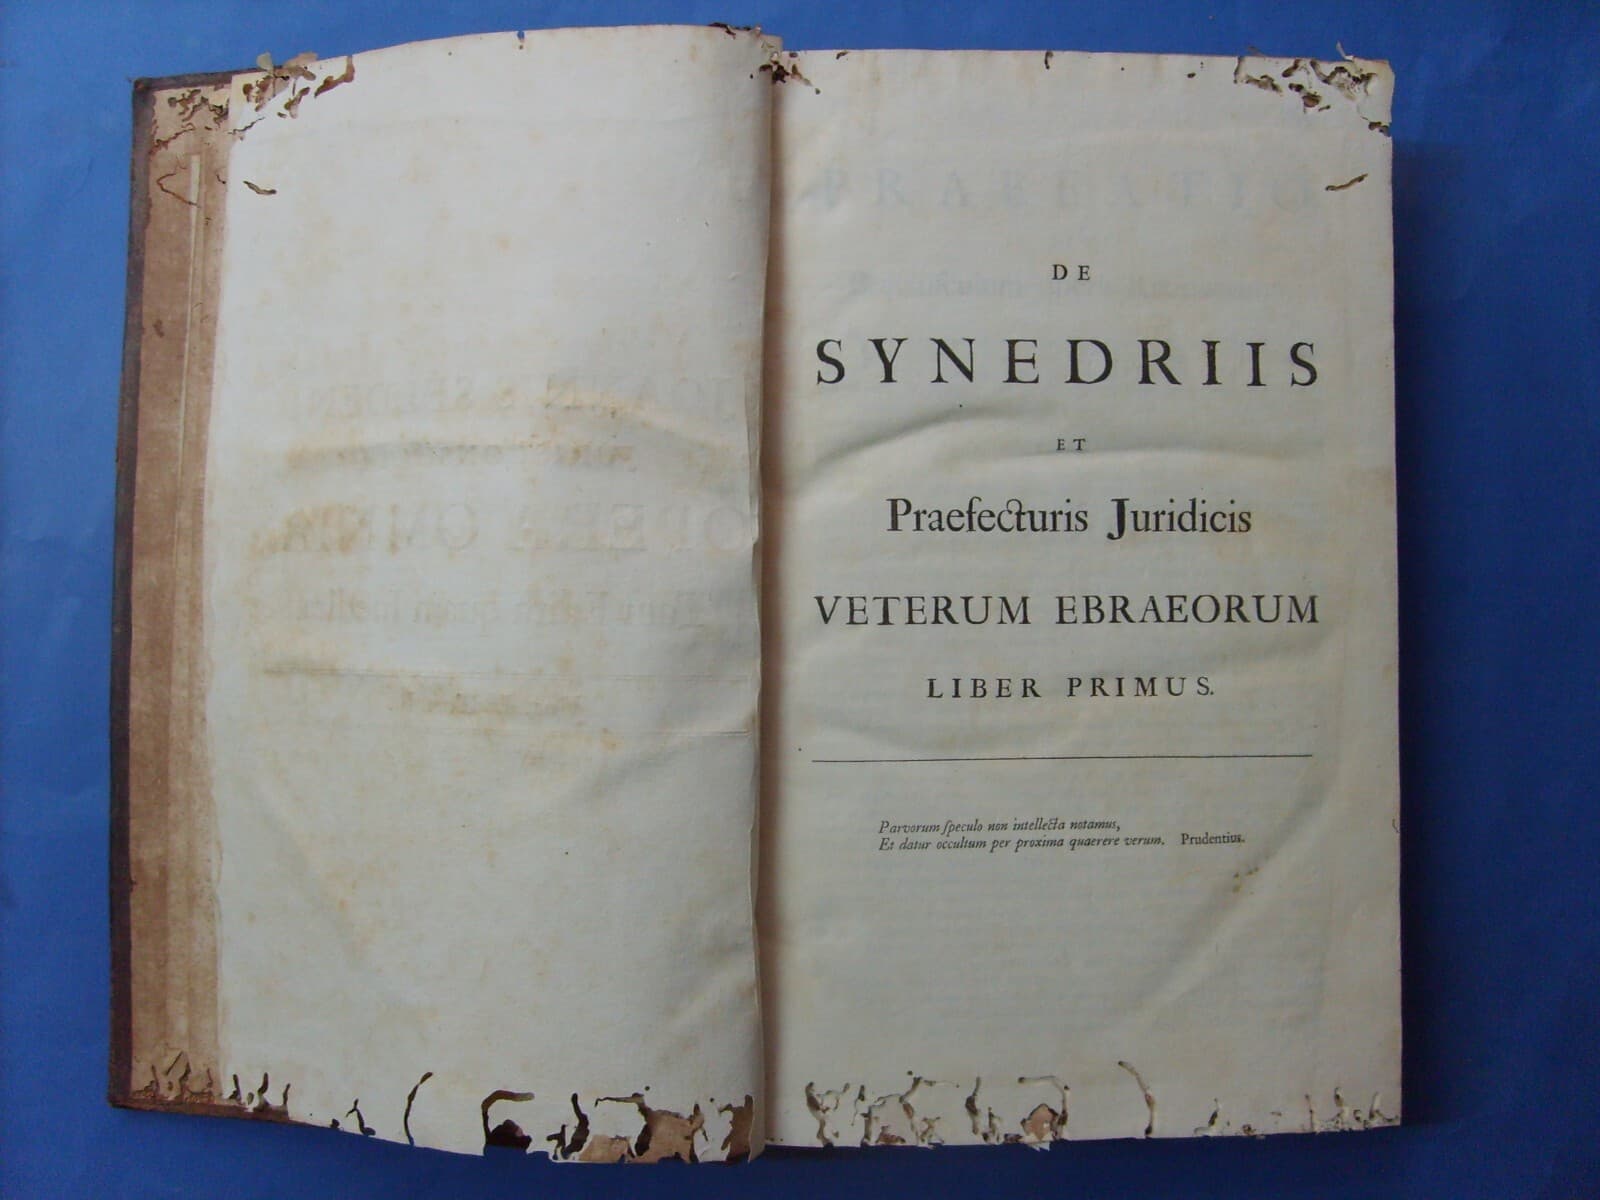 DE
SYNEDRIIS
ET
Praefecturis Juridicis
VETERUM EBRAEORUM
LIBER PRIMUS.
Parvorum ſpeculo non intellecta notamus,
Et datur occultum per proxima quaerere verum. Prudentius.
PRAEFATIO